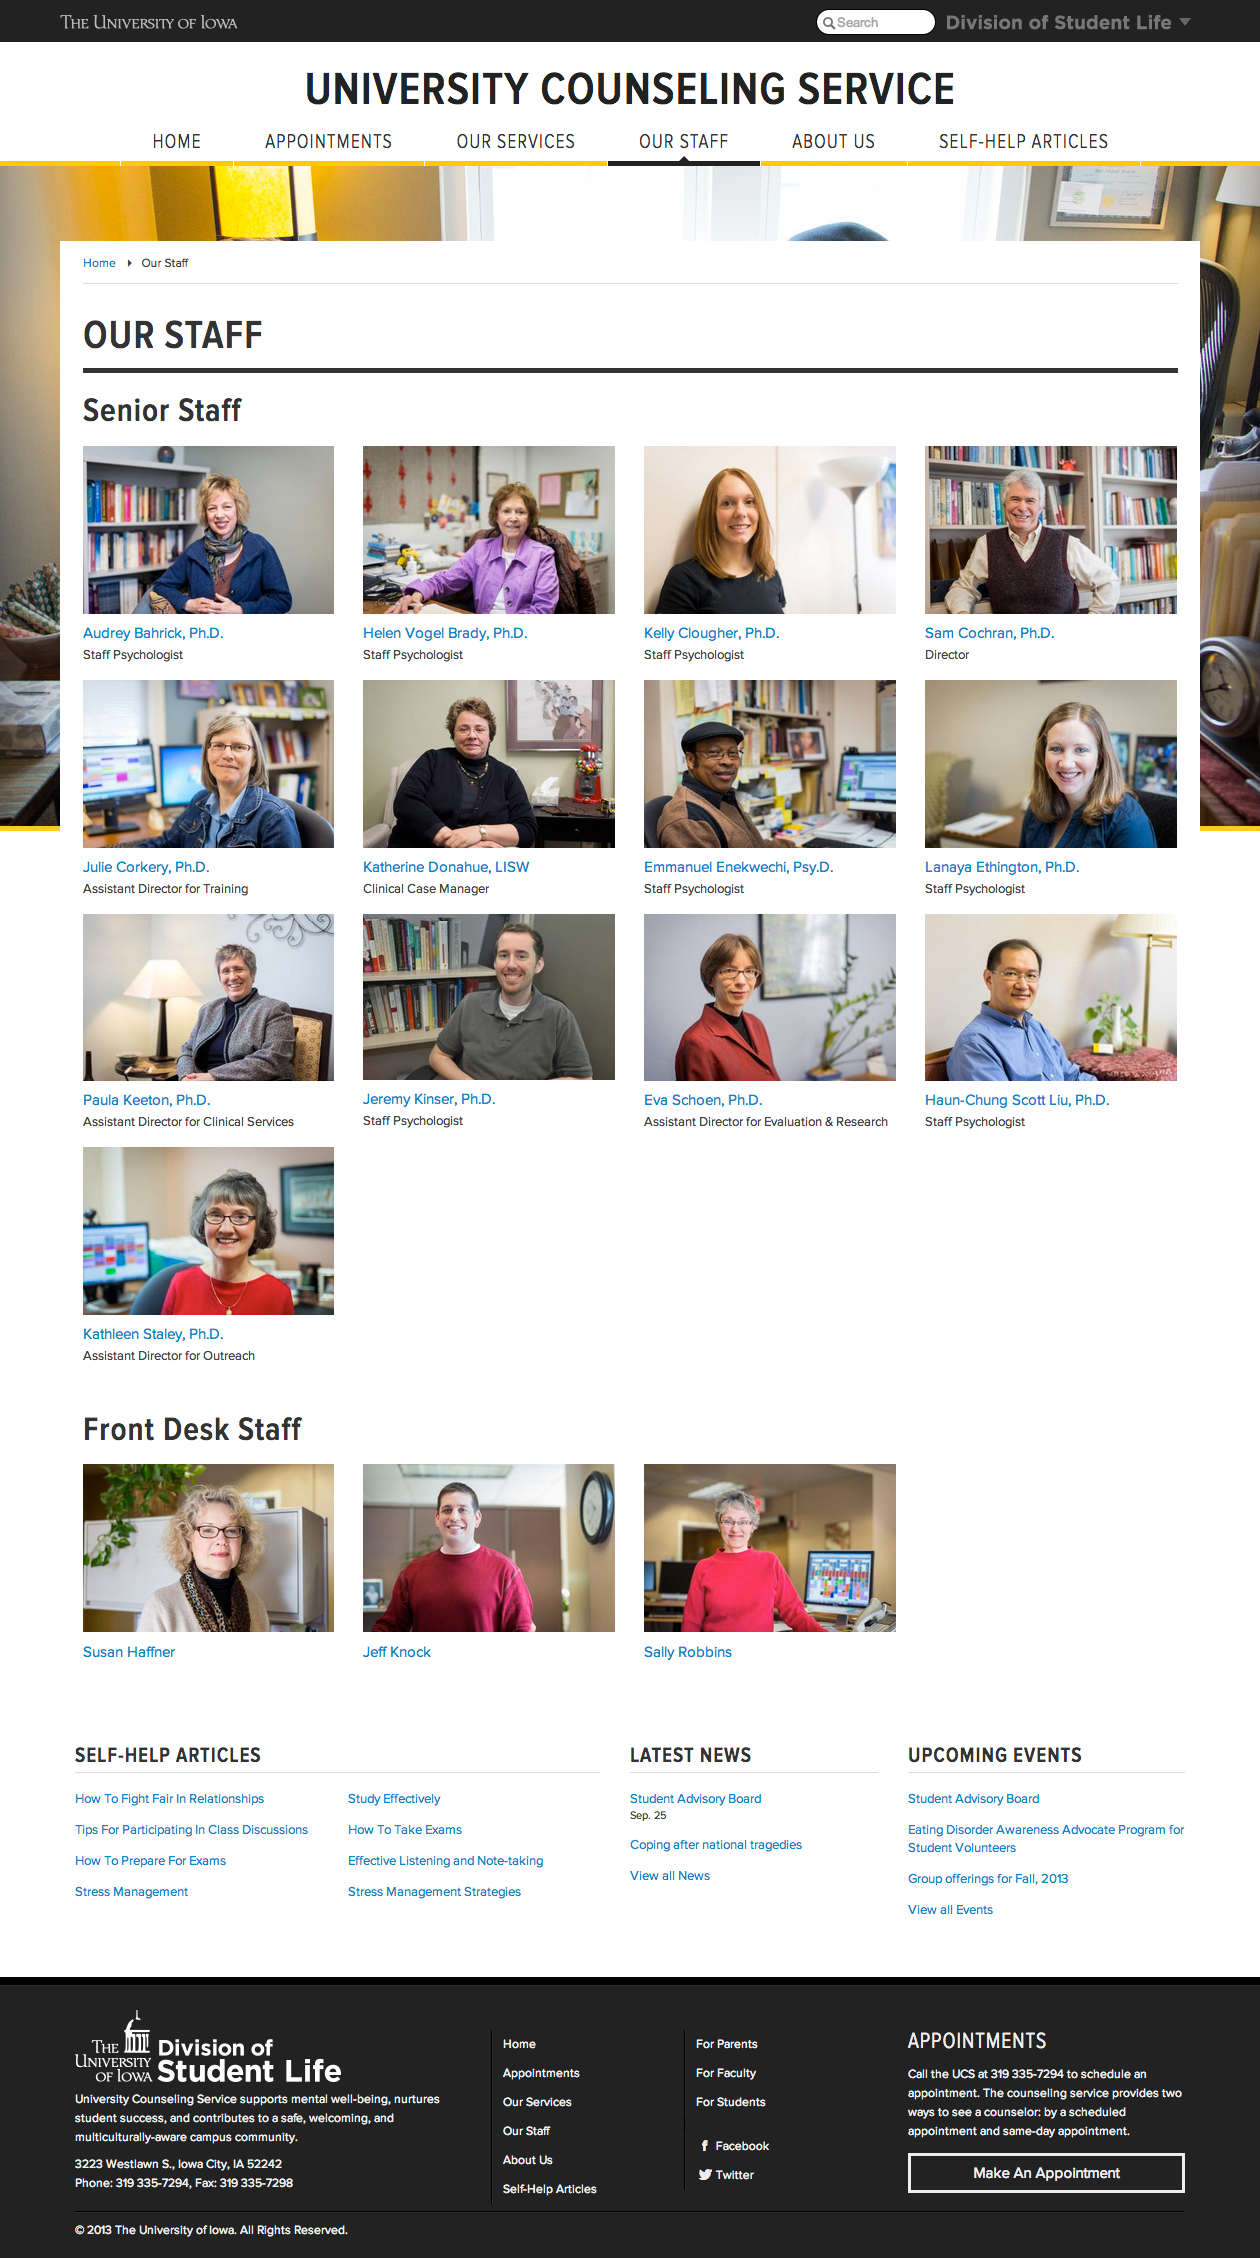 THE UNIVERSITY OF IOWA
Search
Division of Student Life
UNIVERSITY COUNSELING SERVICE
HOME
APPOINTMENTS
OUR SERVICES
OUR STAFF
ABOUT US
SELF-HELP ARTICLES
Home
Our Staff
OUR STAFF
Senior Staff
Audrey Bahrick, Ph.D.
Staff Psychologist
Helen Vogel Brady, Ph.D.
Staff Psychologist
Kelly Clougher, Ph.D.
Staff Psychologist
Sam Cochran, Ph.D.
Director
Julie Corkery, Ph.D.
Assistant Director for Training
Katherine Donahue, LISW
Clinical Case Manager
Emmanuel Enekwechi, Psy.D.
Staff Psychologist
Lanaya Ethington, Ph.D.
Staff Psychologist
Paula Keeton, Ph.D.
Assistant Director for Clinical Services
Jeremy Kinser, Ph.D.
Staff Psychologist
Eva Schoen, Ph.D.
Assistant Director for Evaluation & Research
Haun-Chung Scott Liu, Ph.D.
Staff Psychologist
Kathleen Staley, Ph.D.
Assistant Director for Outreach
Front Desk Staff
Susan Haffner
Jeff Knock
Sally Robbins
SELF-HELP ARTICLES
How To Fight Fair In Relationships
Tips For Participating In Class Discussions
How To Prepare For Exams
Stress Management
Study Effectively
How To Take Exams
Effective Listening and Note-taking
Stress Management Strategies
LATEST NEWS
Student Advisory Board
Sep. 25
Coping after national tragedies
View all News
UPCOMING EVENTS
Student Advisory Board
Eating Disorder Awareness Advocate Program for
Student Volunteers
Group offerings for Fall, 2013
View all Events
THE
UNIVERSITY
OF IOWA
Division of
Student Life
University Counseling Service supports mental well-being, nurtures
student success, and contributes to a safe, welcoming, and
multiculturally-aware campus community.
3223 Westlawn S., Iowa City, IA 52242
Phone: 319 335-7294, Fax: 319 335-7298
Home
Appointments
Our Services
Our Staff
About Us
Self-Help Articles
For Parents
For Faculty
For Students
Facebook
Twitter
APPOINTMENTS
Call the UCS at 319 335-7294 to schedule an
appointment. The counseling service provides two
ways to see a counselor: by a scheduled
appointment and same-day appointment.
Make An Appointment
© 2013 The University of Iowa. All Rights Reserved.